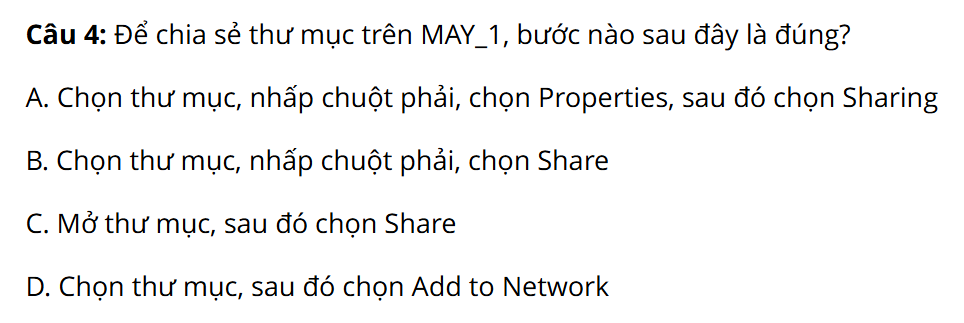 Câu 4: Để chia sẻ thư mục trên MAY_1, bước nào sau đây là đúng?
A. Chọn thư mục, nhấp chuột phải, chọn Properties, sau đó chọn Sharing
B. Chọn thư mục, nhấp chuột phải, chọn Share
C. Mở thư mục, sau đó chọn Share
D. Chọn thư mục, sau đó chọn Add to Network